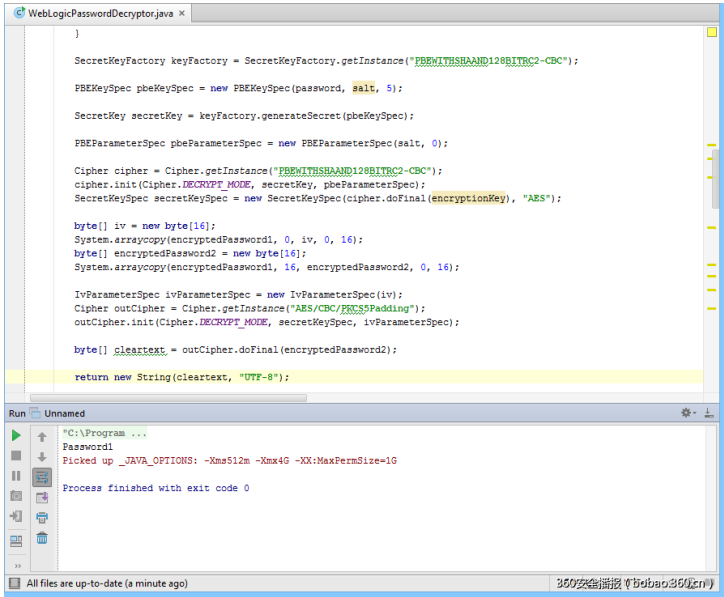 WebLogicPasswordDecryptor.java
}
SecretKeyFactory keyFactory = SecretKeyFactory.getInstance("PBEWITHSHAAND128BITRC2-CBC");
PBEKeySpec pbeKeySpec = new PBEKeySpec(password, salt, 5);
SecretKey secretKey = keyFactory.generateSecret(pbeKeySpec);
PBEParameterSpec pbeParameterSpec = new PBEParameterSpec(salt, 0);
Cipher cipher = Cipher.getInstance("PBEWITHSHAAND128BITRC2-CBC");
cipher.init(Cipher.DECRYPT_MODE, secretKey, pbeParameterSpec);
SecretKeySpec secretKeySpec = new SecretKeySpec(cipher.doFinal(encryptionKey), "AES");
byte[] iv = new byte[16];
System.arraycopy(encryptedPassword1, 0, iv, 0, 16);
byte[] encryptedPassword2 = new byte[16];
System.arraycopy(encryptedPassword1, 16, encryptedPassword2, 0, 16);
IvParameterSpec ivParameterSpec = new IvParameterSpec(iv);
Cipher outCipher = Cipher.getInstance("AES/CBC/PKCS5Padding");
outCipher.init(Cipher.DECRYPT_MODE, secretKeySpec, ivParameterSpec);
byte[] cleartext = outCipher.doFinal(encryptedPassword2);
return new String(cleartext, "UTF-8");
Run Unnamed
"C:\Program ...
Password1
Picked up _JAVA_OPTIONS: -Xms512m -Xmx4G -XX:MaxPermSize=1G
Process finished with exit code 0
All files are up-to-date (a minute ago)
360安全播报 (bobao.360.cn)